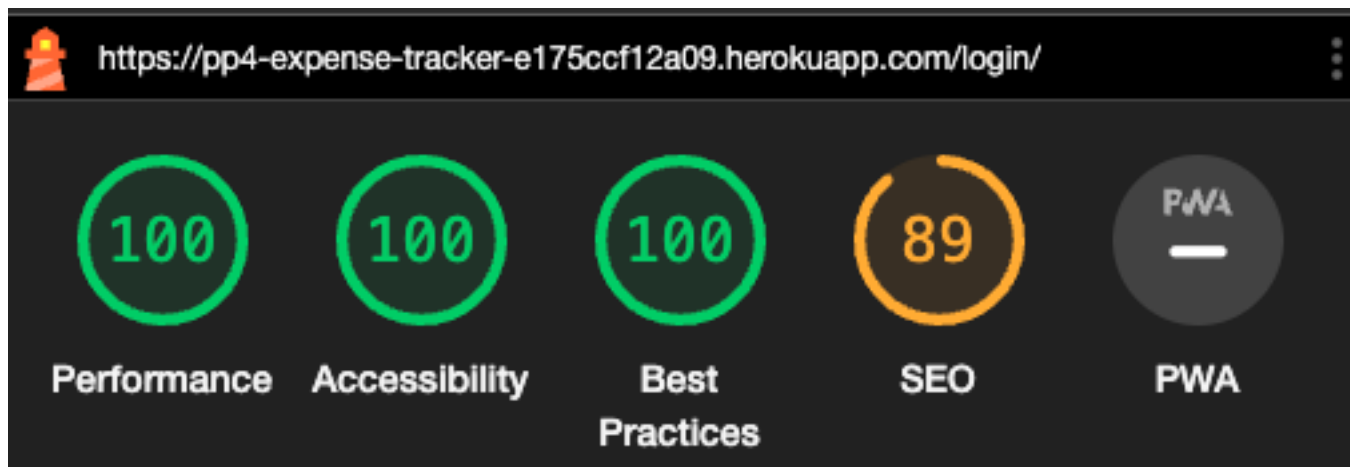 https://pp4-expense-tracker-e175ccf12a09.herokuapp.com/login/
100 100 100 89 PWA
Performance Accessibility Best SEO PWA
Practices